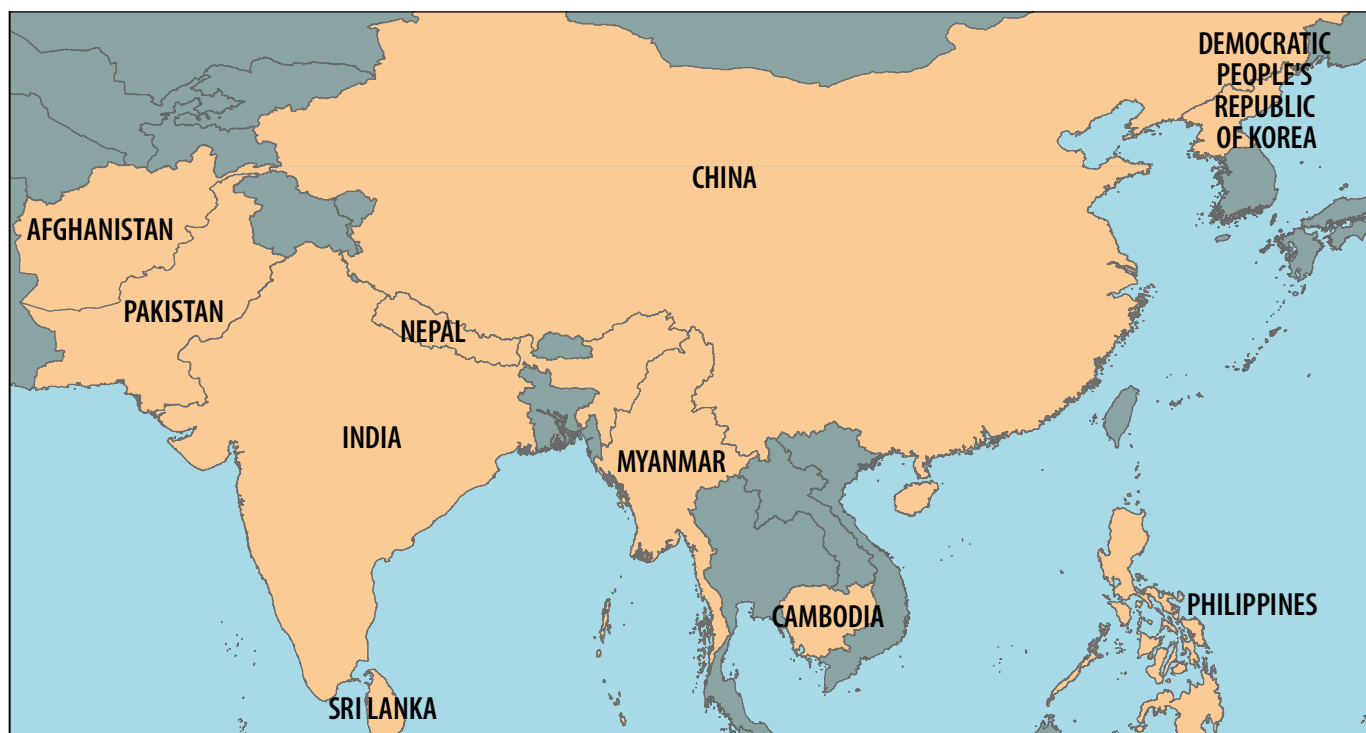 DEMOCRATIC
PEOPLE'S
REPUBLIC
OF KOREA
CHINA
AFGHANISTAN
PAKISTAN
NEPAL
INDIA
MYANMAR
CAMBODIA
PHILIPPINES
SRI LANKA